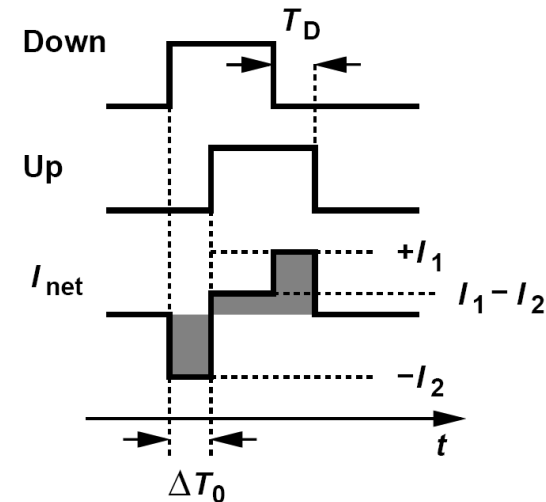 Down
T_D
Up
I_net
+I_1
I_1 – I_2
–I_2
t
ΔT_0